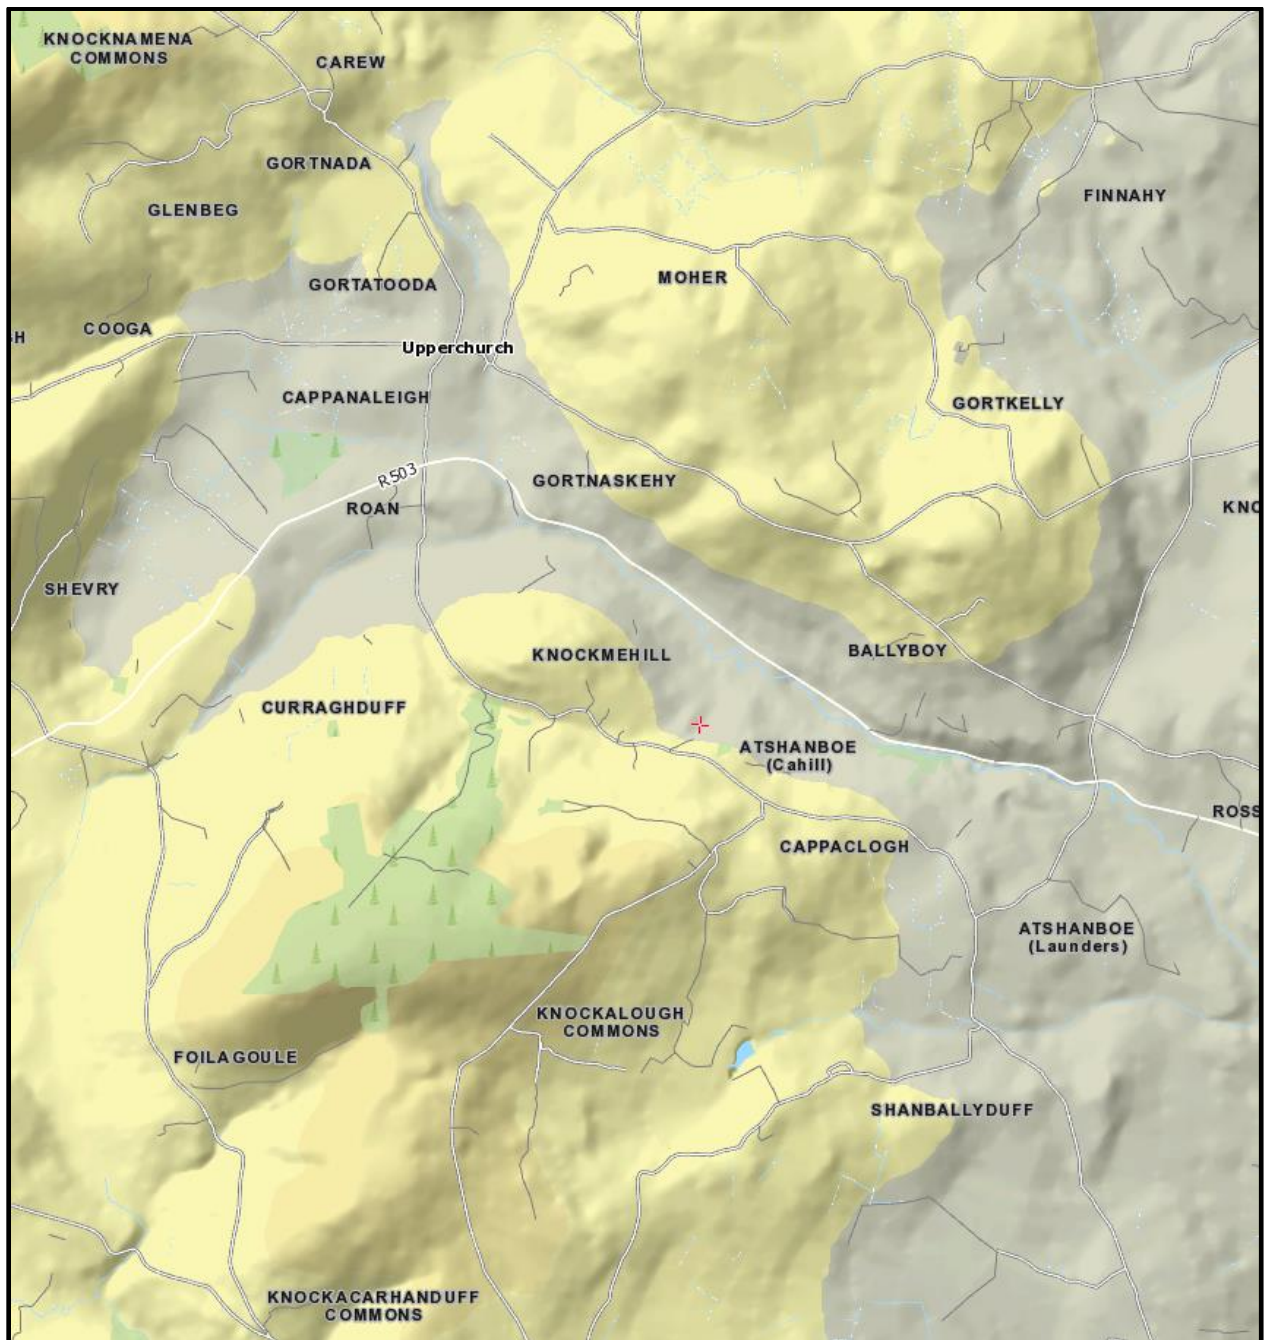 KNOCKNAMENA
COMMONS
CAREW
GORTNADA
FINNAHY
GLENBEG
MOHER
GORTATOODA
COOGA
H
Upperchurch
CAPPANALEIGH
GORTKELLY
R503
GORTNASKEHY
ROAN
KNO
SHEVRY
KNOCKMEHILL
BALLYBOY
CURRAGHDUFF
ATSHANBOE
(Cahill)
ROSS
CAPPACLOGH
ATSHANBOE
(Launders)
KNOCKALOUGH
COMMONS
FOILAGOULE
SHANBALLYDUFF
KNOCKACARHANDUFF
COMMONS